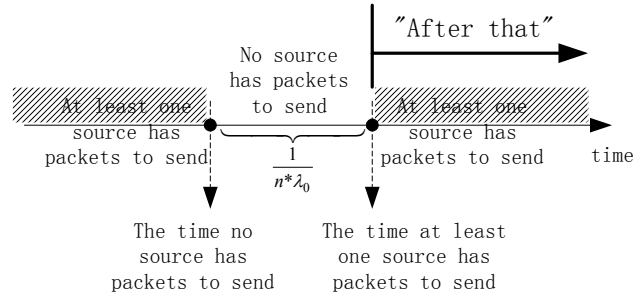 "After that"
No source
has packets
to send
At least one
source has
packets to send
At least one
source has
packets to send
1
n*λ₀
time
The time no
source has
packets to send
The time at least
one source has
packets to send